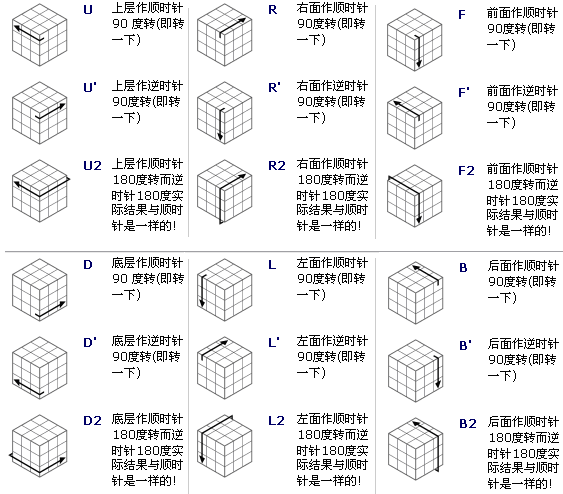 U 上层作顺时针
90 度转(即转
一下)
R 右面作顺时针
90度转(即转
一下)
F 前面作顺时针
90度转(即转
一下)
U' 上层作逆时针
90度转(即转
一下)
R' 右面作逆时针
90度转(即转
一下)
F' 前面作逆时针
90度转(即转
一下)
U2 上层作顺时针
180度转而逆
时针180度实
际结果与顺时
针是一样的!
R2 右面作顺时针
180度转而逆
时针180度实
际结果与顺时
针是一样的!
F2 前面作顺时针
180度转而逆
时针180度实
际结果与顺时
针是一样的!
D 底层作顺时针
90 度转(即转
一下)
L 左面作顺时针
90度转(即转
一下)
B 后面作顺时针
90度转(即转
一下)
D' 底层作逆时针
90度转(即转
一下)
L' 左面作逆时针
90度转(即转
一下)
B' 后面作逆时针
90度转(即转
一下)
D2 底层作顺时针
180度转而逆
时针180度实
际结果与顺时
针是一样的!
L2 左面作顺时针
180度转而逆
时针180度实
际结果与顺时
针是一样的!
B2 后面作顺时针
180度转而逆
时针180度实
际结果与顺时
针是一样的!